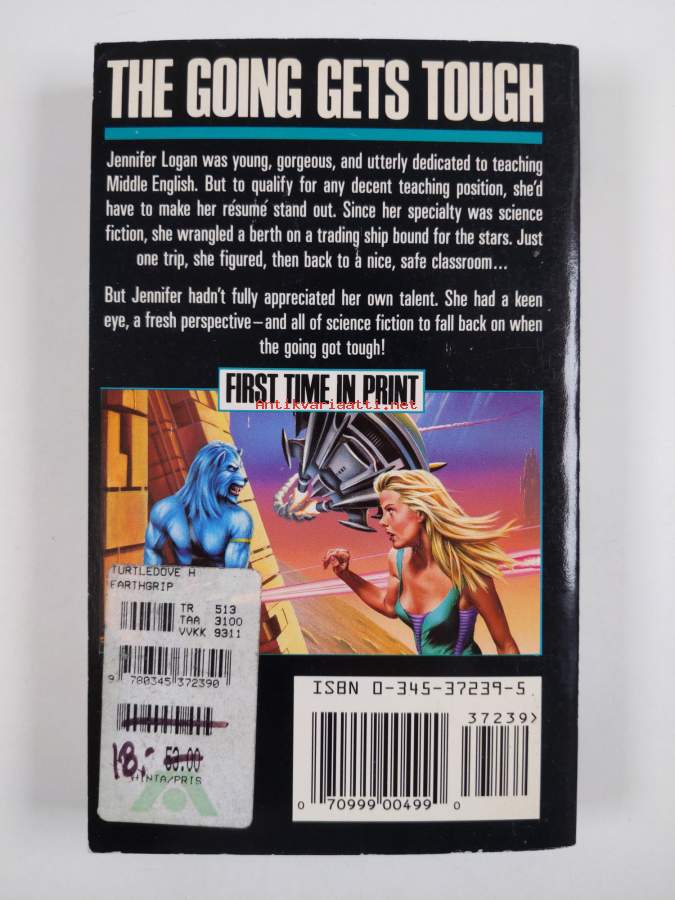 THE GOING GETS TOUGH
Jennifer Logan was young, gorgeous, and utterly dedicated to teaching
Middle English. But to qualify for any decent teaching position, she'd
have to make her résumé stand out. Since her specialty was science
fiction, she wrangled a berth on a trading ship bound for the stars. Just
one trip, she figured, then back to a nice, safe classroom...
But Jennifer hadn't fully appreciated her own talent. She had a keen
eye, a fresh perspective—and all of science fiction to fall back on when
the going got tough!
FIRST TIME IN PRINT
Antikvariaatti.net
TURTLEDOVE H
EARTHGRIP
TR 513
TAA 3100
VVKK 9311
9 780345 372390
18,- 53.00
HINTA/PRIS
ISBN 0-345-37239-5
37239>
0 70999 00499 0